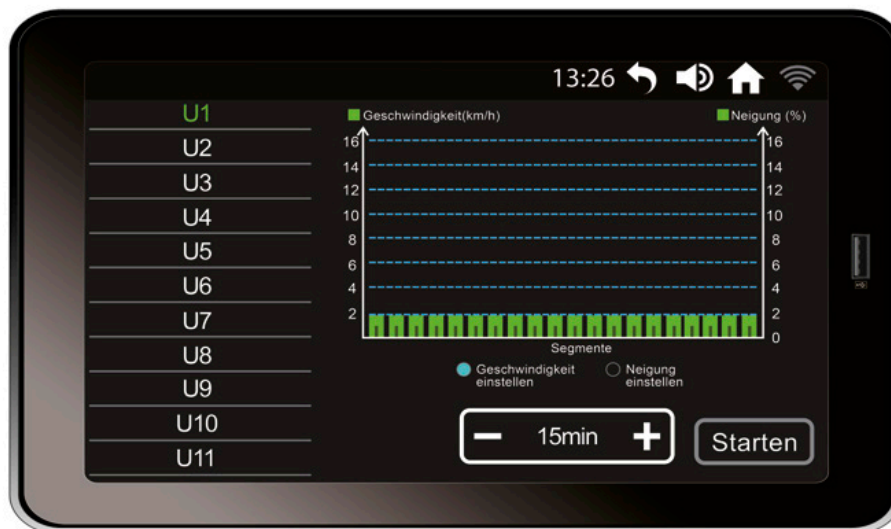 13:26
U1
U2
U3
U4
U5
U6
U7
U8
U9
U10
U11
Geschwindigkeit(km/h)
Neigung (%)
16
14
12
10
8
6
4
2
16
14
12
10
8
6
4
2
0
Segmente
Geschwindigkeit
einstellen
Neigung
einstellen
15min
Starten